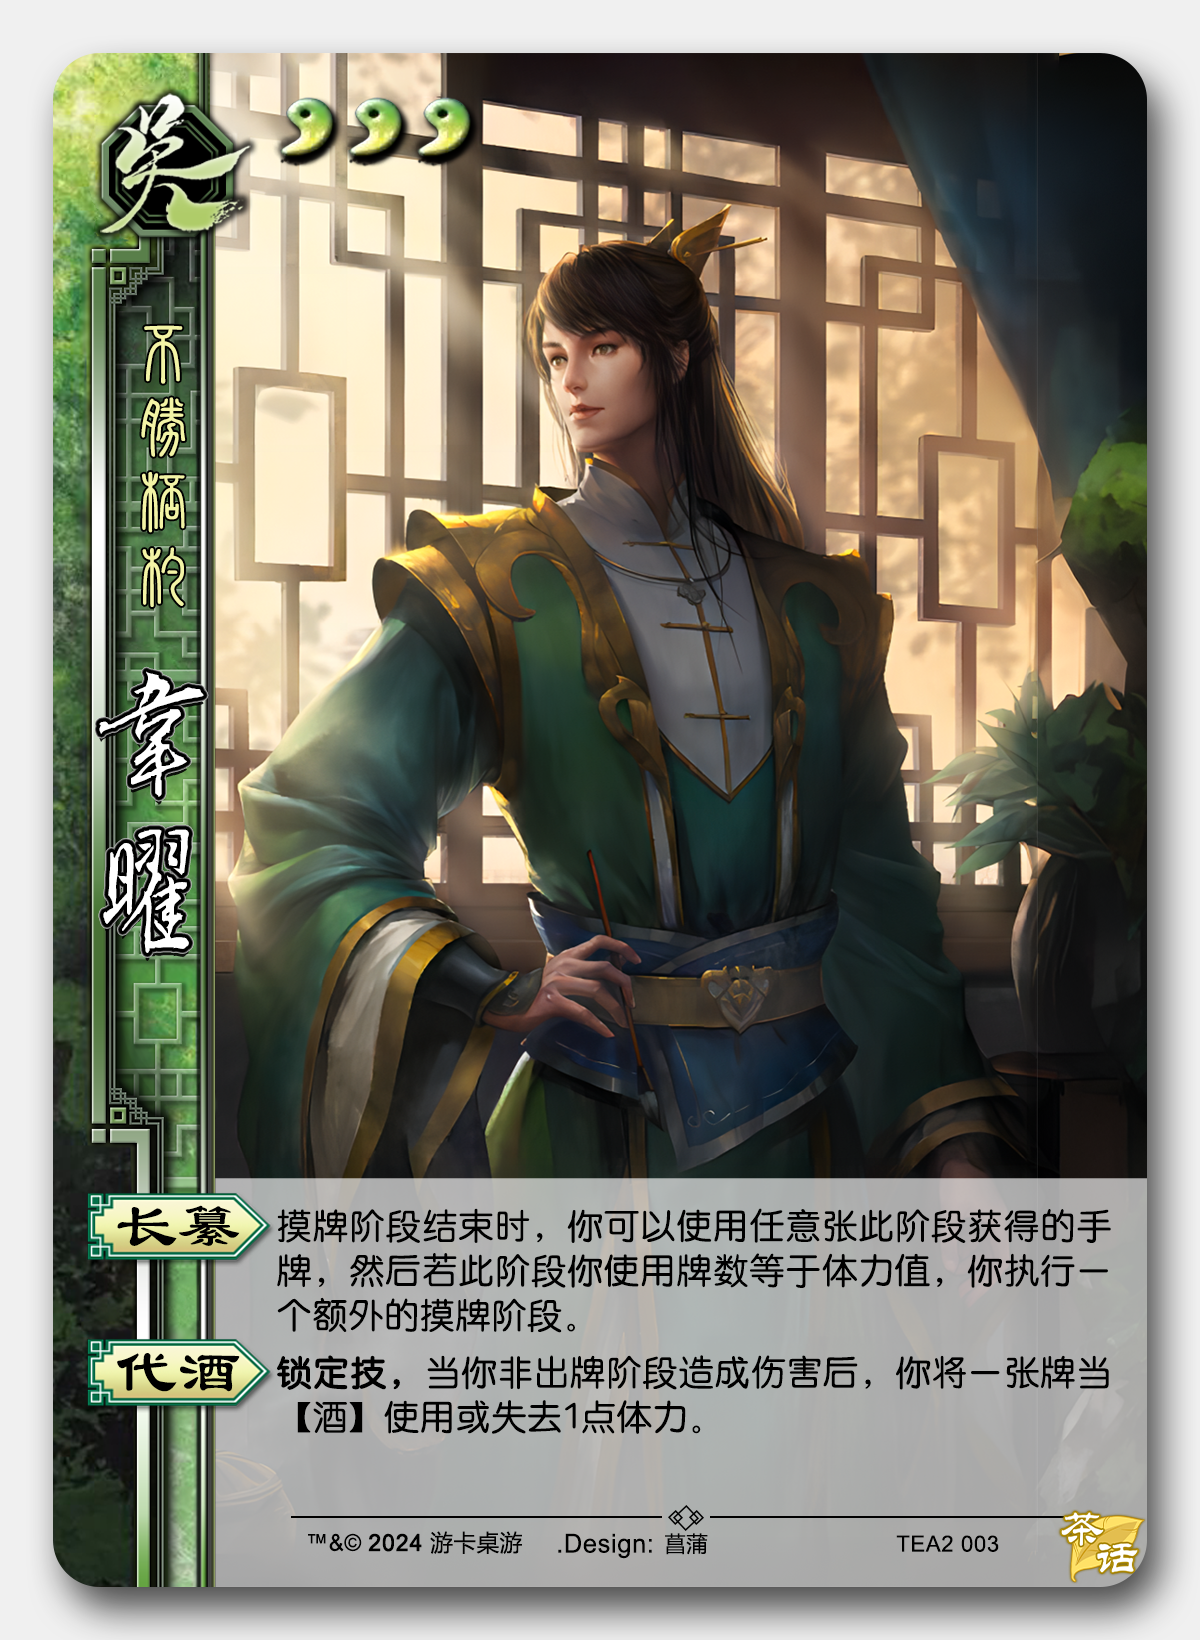 吴
不勝桮杓
韋曜
长纂
摸牌阶段结束时，你可以使用任意张此阶段获得的手
牌，然后若此阶段你使用牌数等于体力值，你执行一
个额外的摸牌阶段。
代酒
锁定技，当你非出牌阶段造成伤害后，你将一张牌当
【酒】使用或失去1点体力。
™&© 2024 游卡桌游 .Design: 菖蒲 TEA2 003
茶话